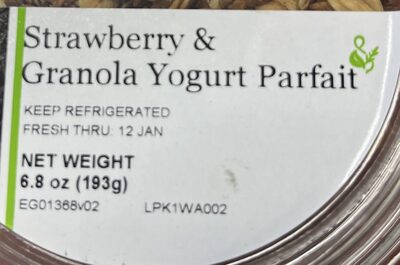 Strawberry &
Granola Yogurt Parfait
KEEP REFRIGERATED
FRESH THRU: 12 JAN
NET WEIGHT
6.8 oz (193g)
EG01368v02 LPK1WA002